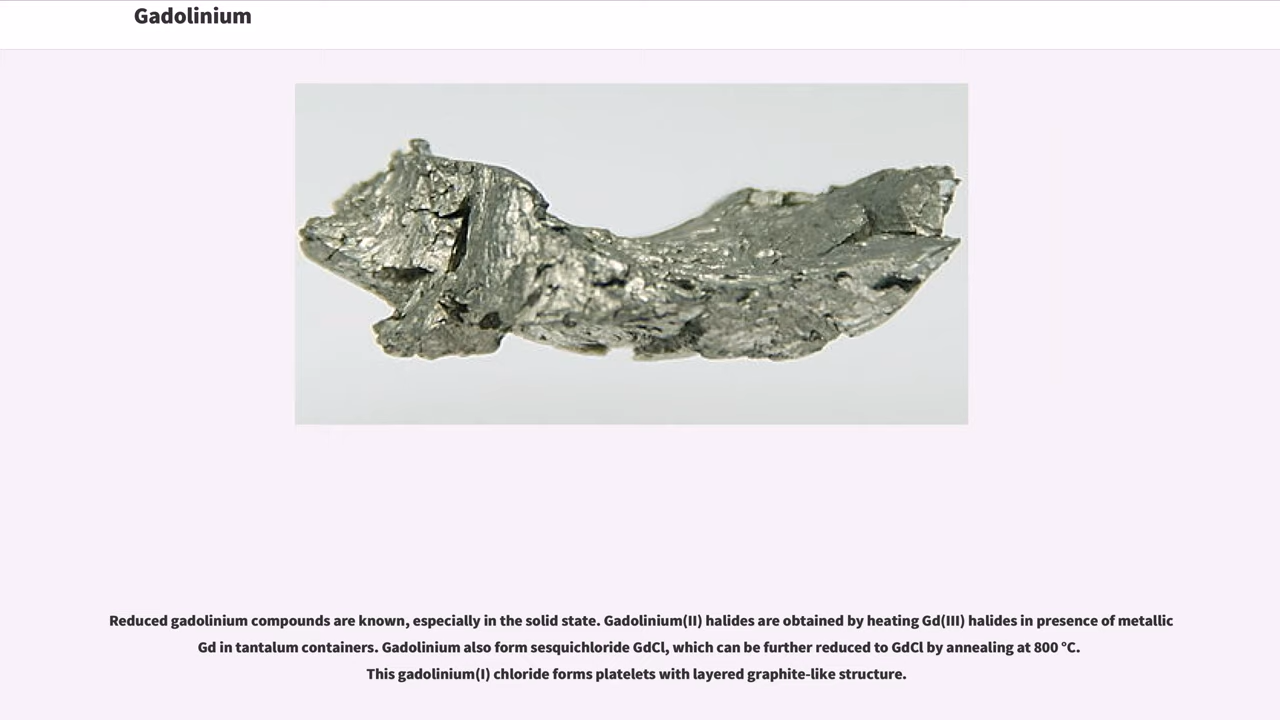 Gadolinium
Reduced gadolinium compounds are known, especially in the solid state. Gadolinium(II) halides are obtained by heating Gd(III) halides in presence of metallic
Gd in tantalum containers. Gadolinium also form sesquichloride GdCl, which can be further reduced to GdCl by annealing at 800 °C.
This gadolinium(I) chloride forms platelets with layered graphite-like structure.